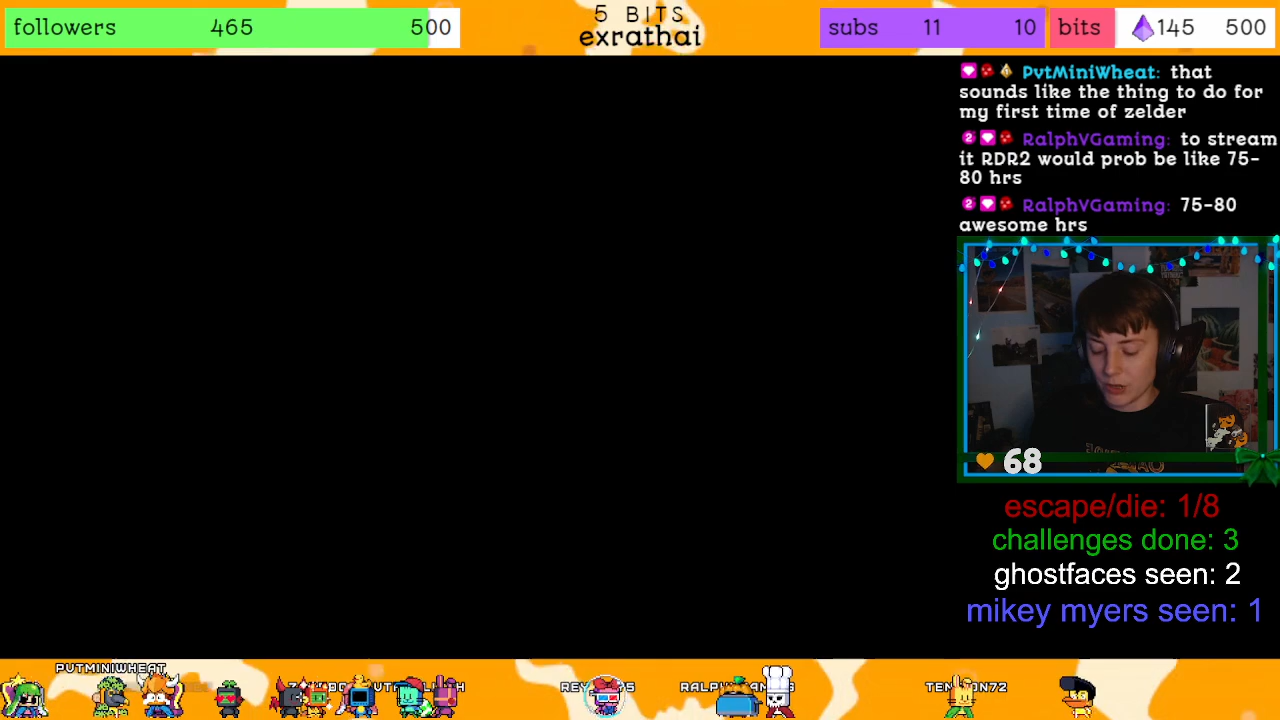 followers 465 500
5 BITS
exrathai
subs 11 10
bits 145 500
PvtMiniWheat: that
sounds like the thing to do for
my first time of zelder
RalphVGaming: to stream
it RDR2 would prob be like 75-
80 hrs
RalphVGaming: 75-80
awesome hrs
68
escape/die: 1/8
challenges done: 3
ghostfaces seen: 2
mikey myers seen: 1
PUTMINIWHEAT